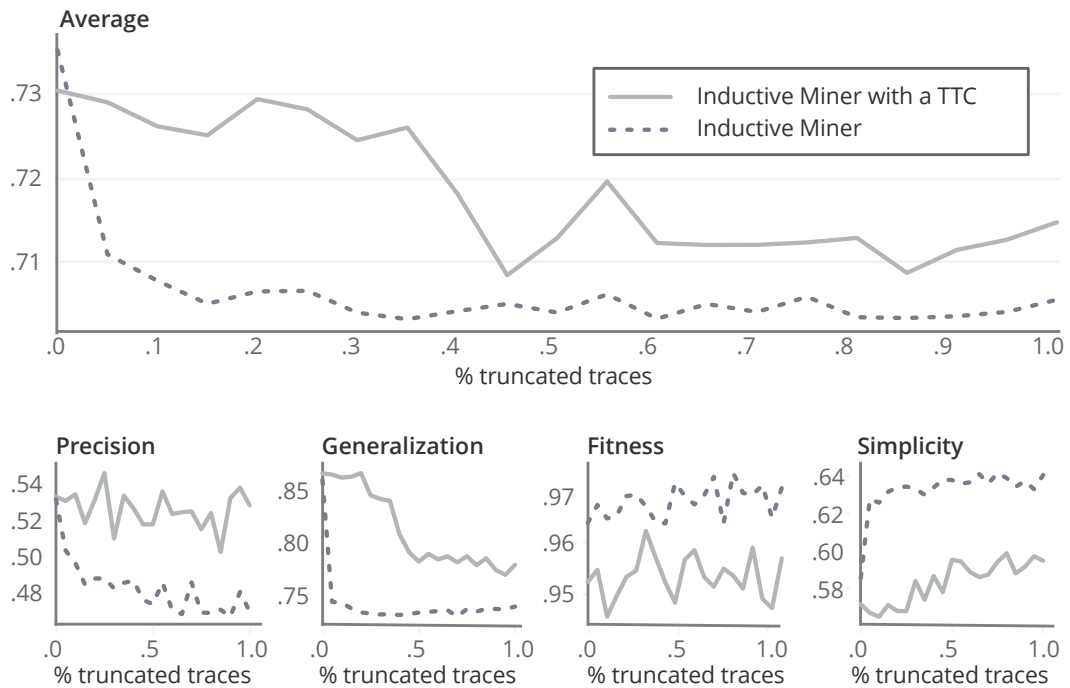 Average
.73
.72
.71
Inductive Miner with a TTC
Inductive Miner
.0 .1 .2 .3 .4 .5 .6 .7 .8 .9 1.0
% truncated traces
Precision
.54
.52
.50
.48
.0 .5 1.0
% truncated traces
Generalization
.85
.80
.75
.0 .5 1.0
% truncated traces
Fitness
.97
.96
.95
.0 .5 1.0
% truncated traces
Simplicity
.64
.62
.60
.58
.0 .5 1.0
% truncated traces